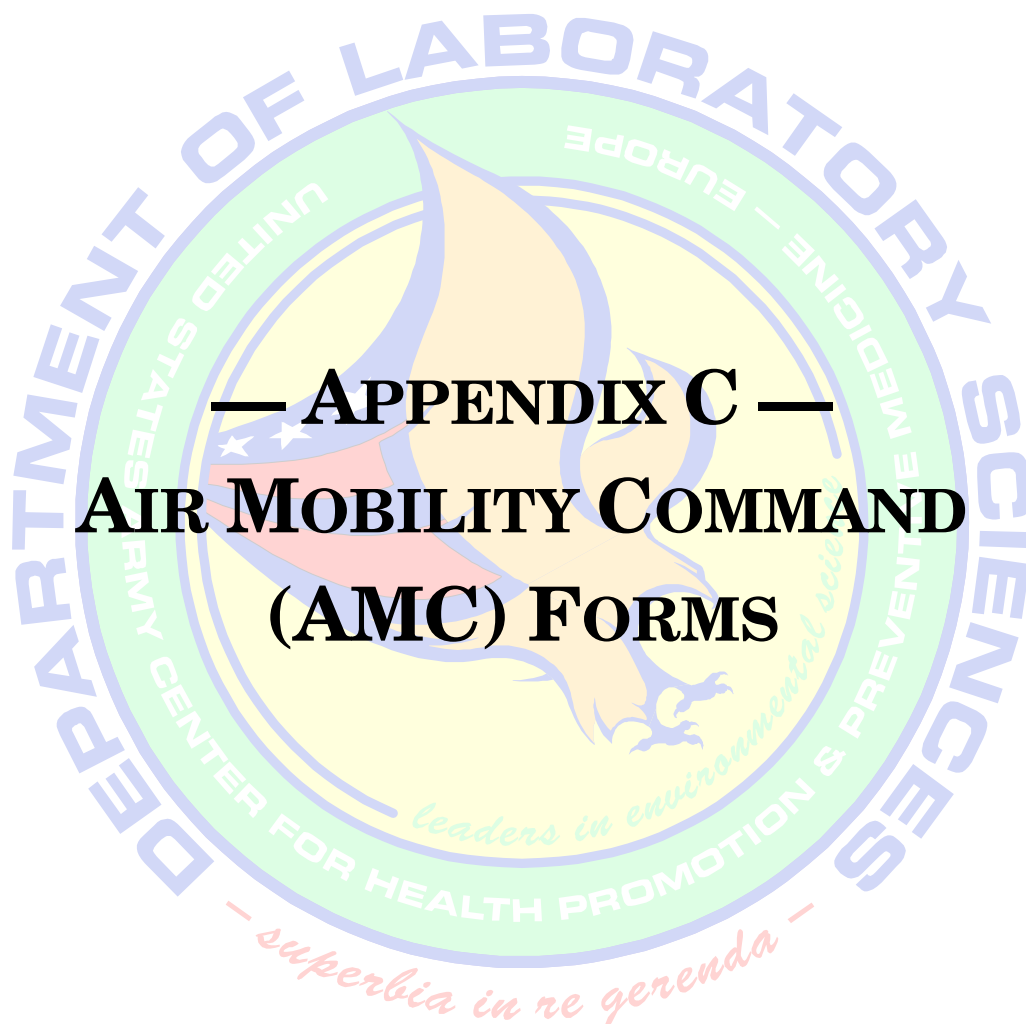 — APPENDIX C —
AIR MOBILITY COMMAND
(AMC) FORMS
DEPARTMENT OF LABORATORY SCIENCES
UNITED STATES ARMY CENTER FOR HEALTH PROMOTION & PREVENTIVE MEDICINE – EUROPE
leaders in environmental science
– superbia in re gerenda –